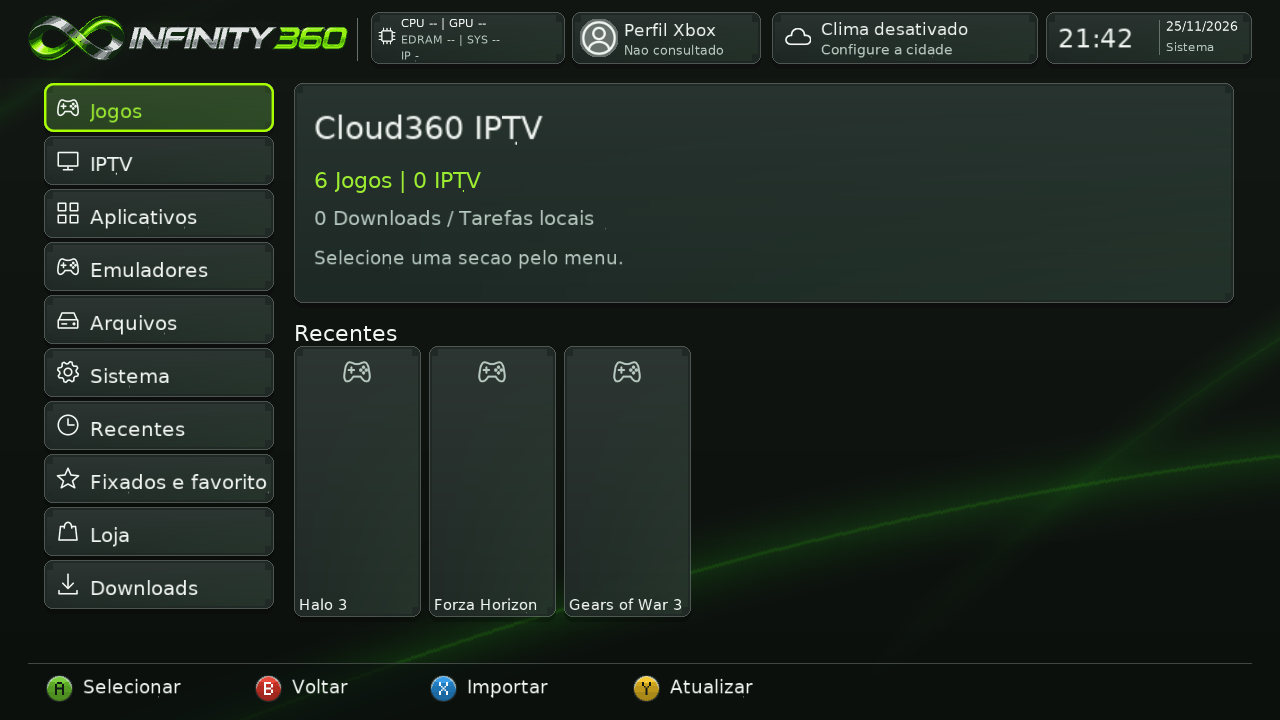 INFINITY 360
CPU -- | GPU --
EDRAM -- | SYS --
IP -
Perfil Xbox
Nao consultado
Clima desativado
Configure a cidade
21:42
25/11/2026
Sistema
Jogos
IPTV
Aplicativos
Emuladores
Arquivos
Sistema
Recentes
Fixados e favorito
Loja
Downloads
Cloud360 IPTV
6 Jogos | 0 IPTV
0 Downloads / Tarefas locais
Selecione uma secao pelo menu.
Recentes
Halo 3
Forza Horizon
Gears of War 3
A Selecionar
B Voltar
X Importar
Y Atualizar